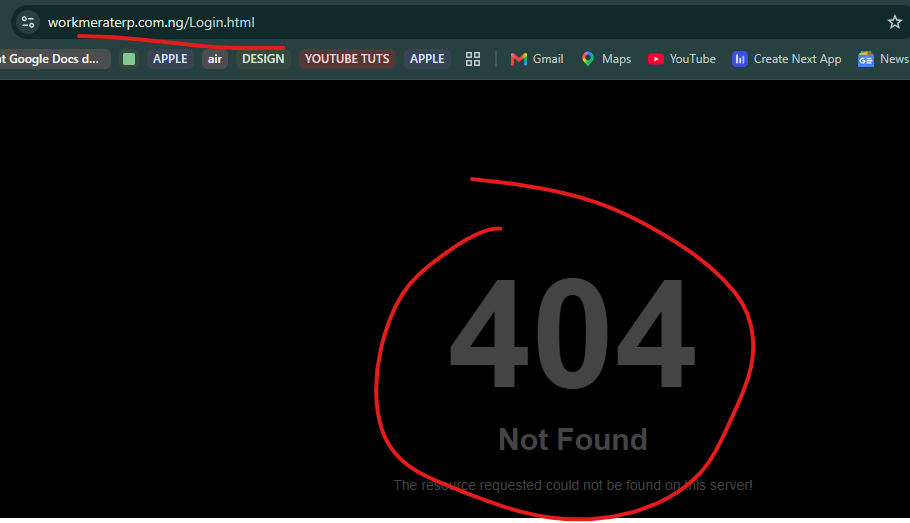 workmeraterp.com.ng/Login.html
at Google Docs d... APPLE air DESIGN YOUTUBE TUTS APPLE Gmail Maps YouTube Create Next App News
404
Not Found
The resource requested could not be found on this server!